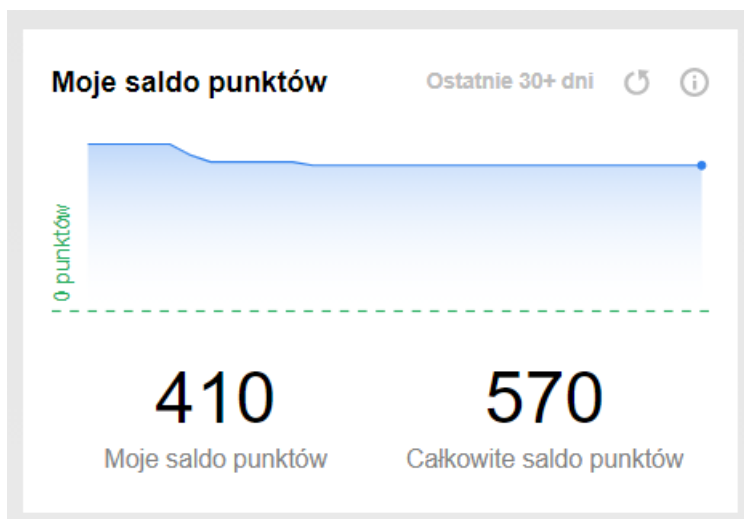 Moje saldo punktów
Ostatnie 30+ dni
0 punktów
410
570
Moje saldo punktów
Całkowite saldo punktów